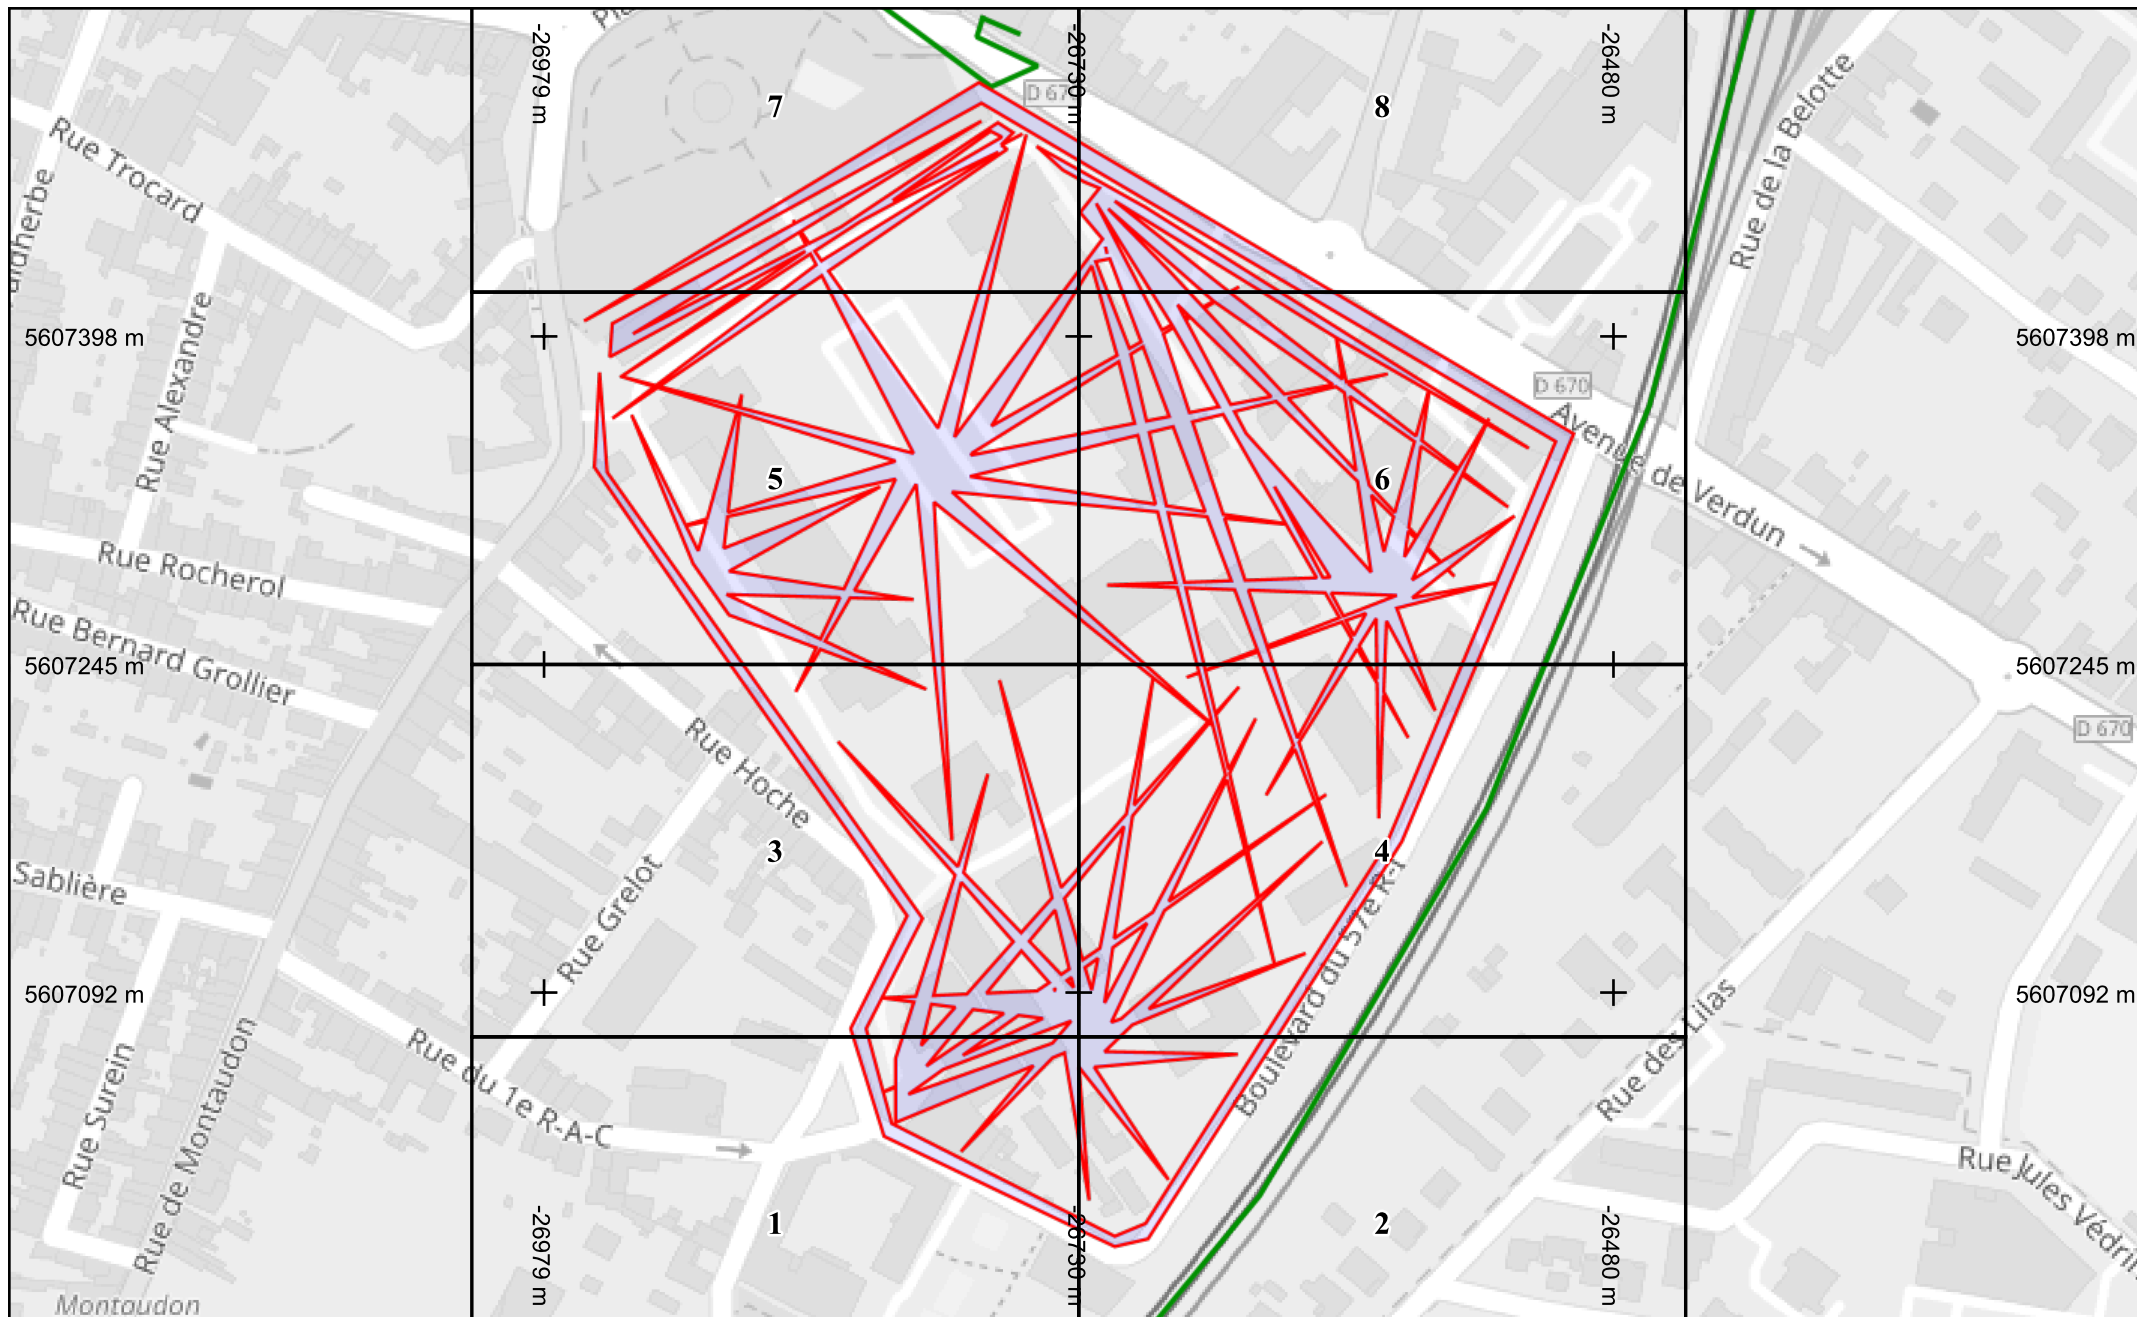 -26979 m
-26730 m
-26480 m
7
8
D 670
D 670
D 670
Rue Trocard
Rue de la Belotte
5607398 m
5607398 m
Rue Alexandre
Avenue de Verdun
5
6
Rue Rocherol
Rue Bernard Grollier
5607245 m
5607245 m
Rue Hoche
3
4
Sablière
Rue Grelot
Boulevard du 57e R-I
5607092 m
5607092 m
Rue des Lilas
Rue du 1e R-A-C
Rue Surein
Rue de Montaudon
Rue Jules Védrin
1
2
-26979 m
-26730 m
-26480 m
Montaudon